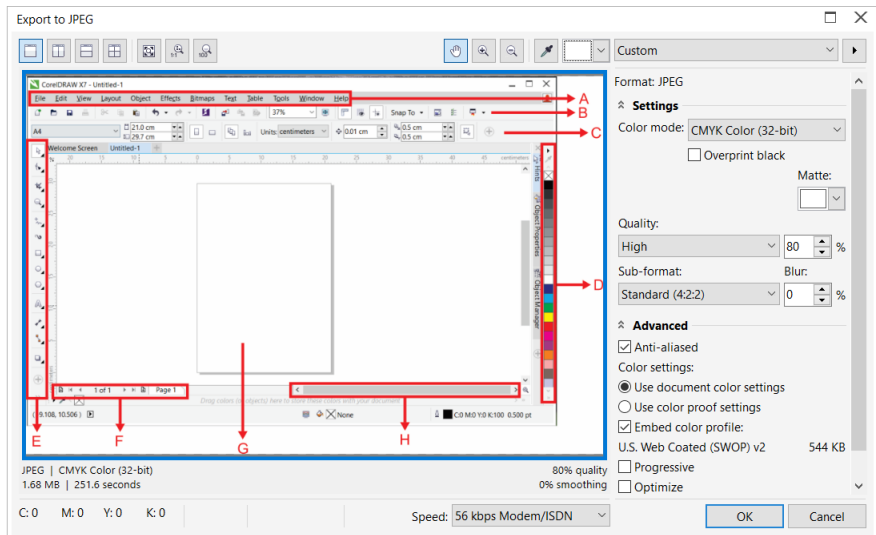 Export to JPEG
1:1
100
Custom
CorelDRAW X7 - Untitled-1
File Edit View Layout Object Effects Bitmaps Text Table Tools Window Help
A
37% Snap To
B
A4 21.0 cm 29.7 cm Units: centimeters 0.01 cm 0.5 cm 0.5 cm
C
Welcome Screen Untitled-1
centimeters
Hints
Object Properties
Object Manager
D
1 of 1 Page 1
Drag colors (or objects) here to store these colors with your document
10.506 ) None C:0 M:0 Y:0 K:100 0.500 pt
E
F
G
H
JPEG | CMYK Color (32-bit) 80% quality
1.68 MB | 251.6 seconds 0% smoothing
Format: JPEG
Settings
Color mode: CMYK Color (32-bit)
Overprint black
Matte:
Quality:
High 80 %
Sub-format: Blur:
Standard (4:2:2) 0 %
Advanced
Anti-aliased
Color settings:
Use document color settings
Use color proof settings
Embed color profile:
U.S. Web Coated (SWOP) v2 544 KB
Progressive
Optimize
C: 0 M: 0 Y: 0 K: 0
Speed: 56 kbps Modem/ISDN
OK Cancel